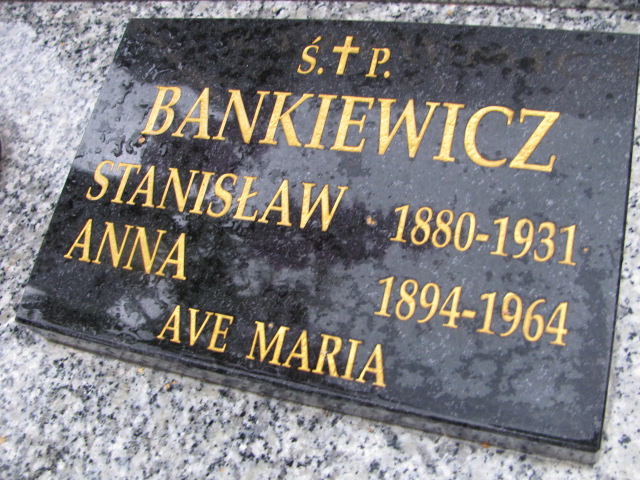 Ś. ✝ P.
BANKIEWICZ
STANISŁAW 1880-1931
ANNA 1894-1964
AVE MARIA